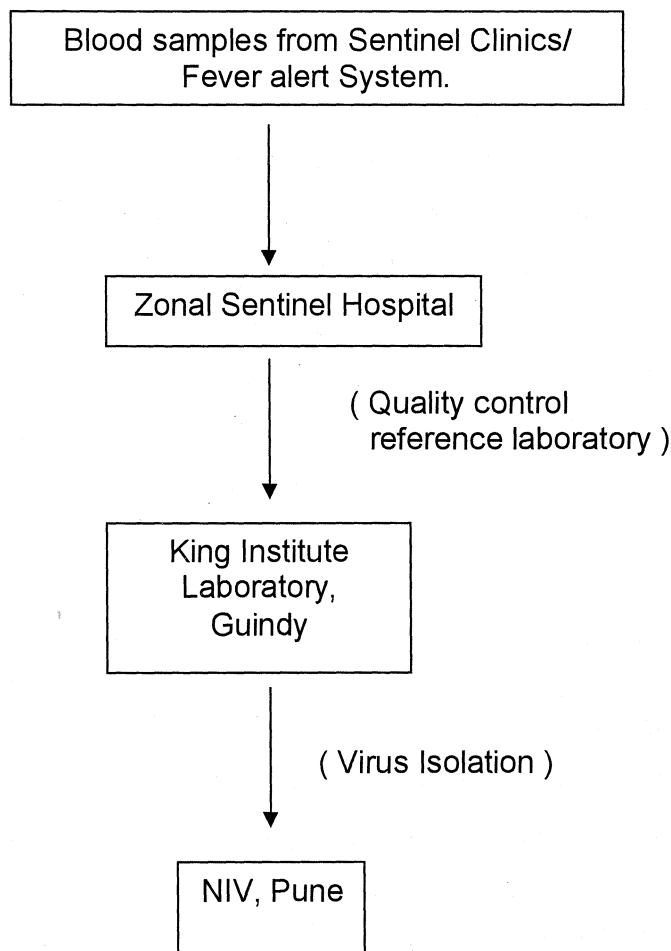 Blood samples from Sentinel Clinics/
Fever alert System.
Zonal Sentinel Hospital
( Quality control
reference laboratory )
King Institute
Laboratory,
Guindy
( Virus Isolation )
NIV, Pune